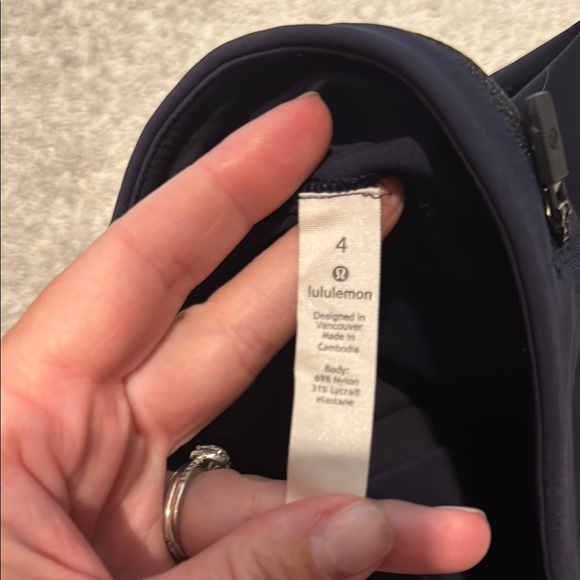 4
lululemon
Designed in
Vancouver
Made in
Cambodia
Body:
69% Nylon
31% Lycra®
elastane